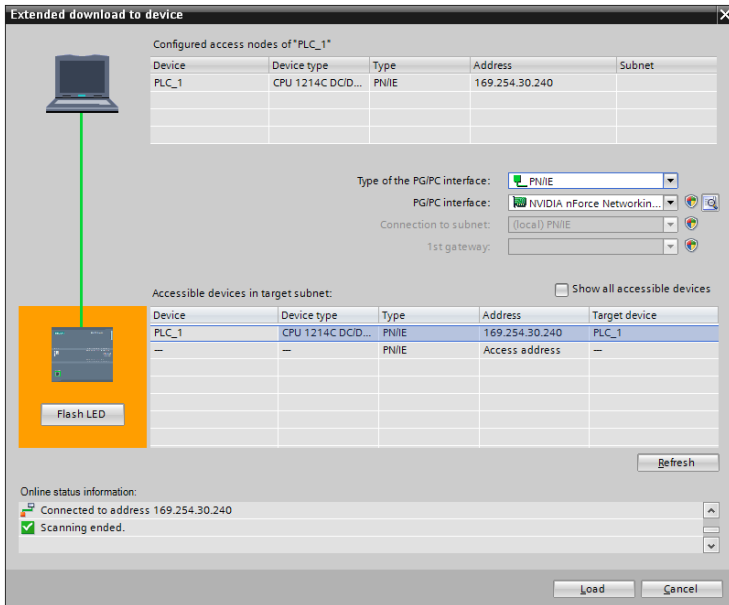 Extended download to device
Configured access nodes of "PLC_1"
Device Device type Type Address Subnet
PLC_1 CPU 1214C DC/D... PN/IE 169.254.30.240
Type of the PG/PC interface: PN/IE
PG/PC interface: NVIDIA nForce Networkin...
Connection to subnet: (local) PN/IE
1st gateway:
Accessible devices in target subnet: Show all accessible devices
Device Device type Type Address Target device
PLC_1 CPU 1214C DC/D... PN/IE 169.254.30.240 PLC_1
— — PN/IE Access address —
Flash LED
Refresh
Online status information:
Connected to address 169.254.30.240
Scanning ended.
Load Cancel